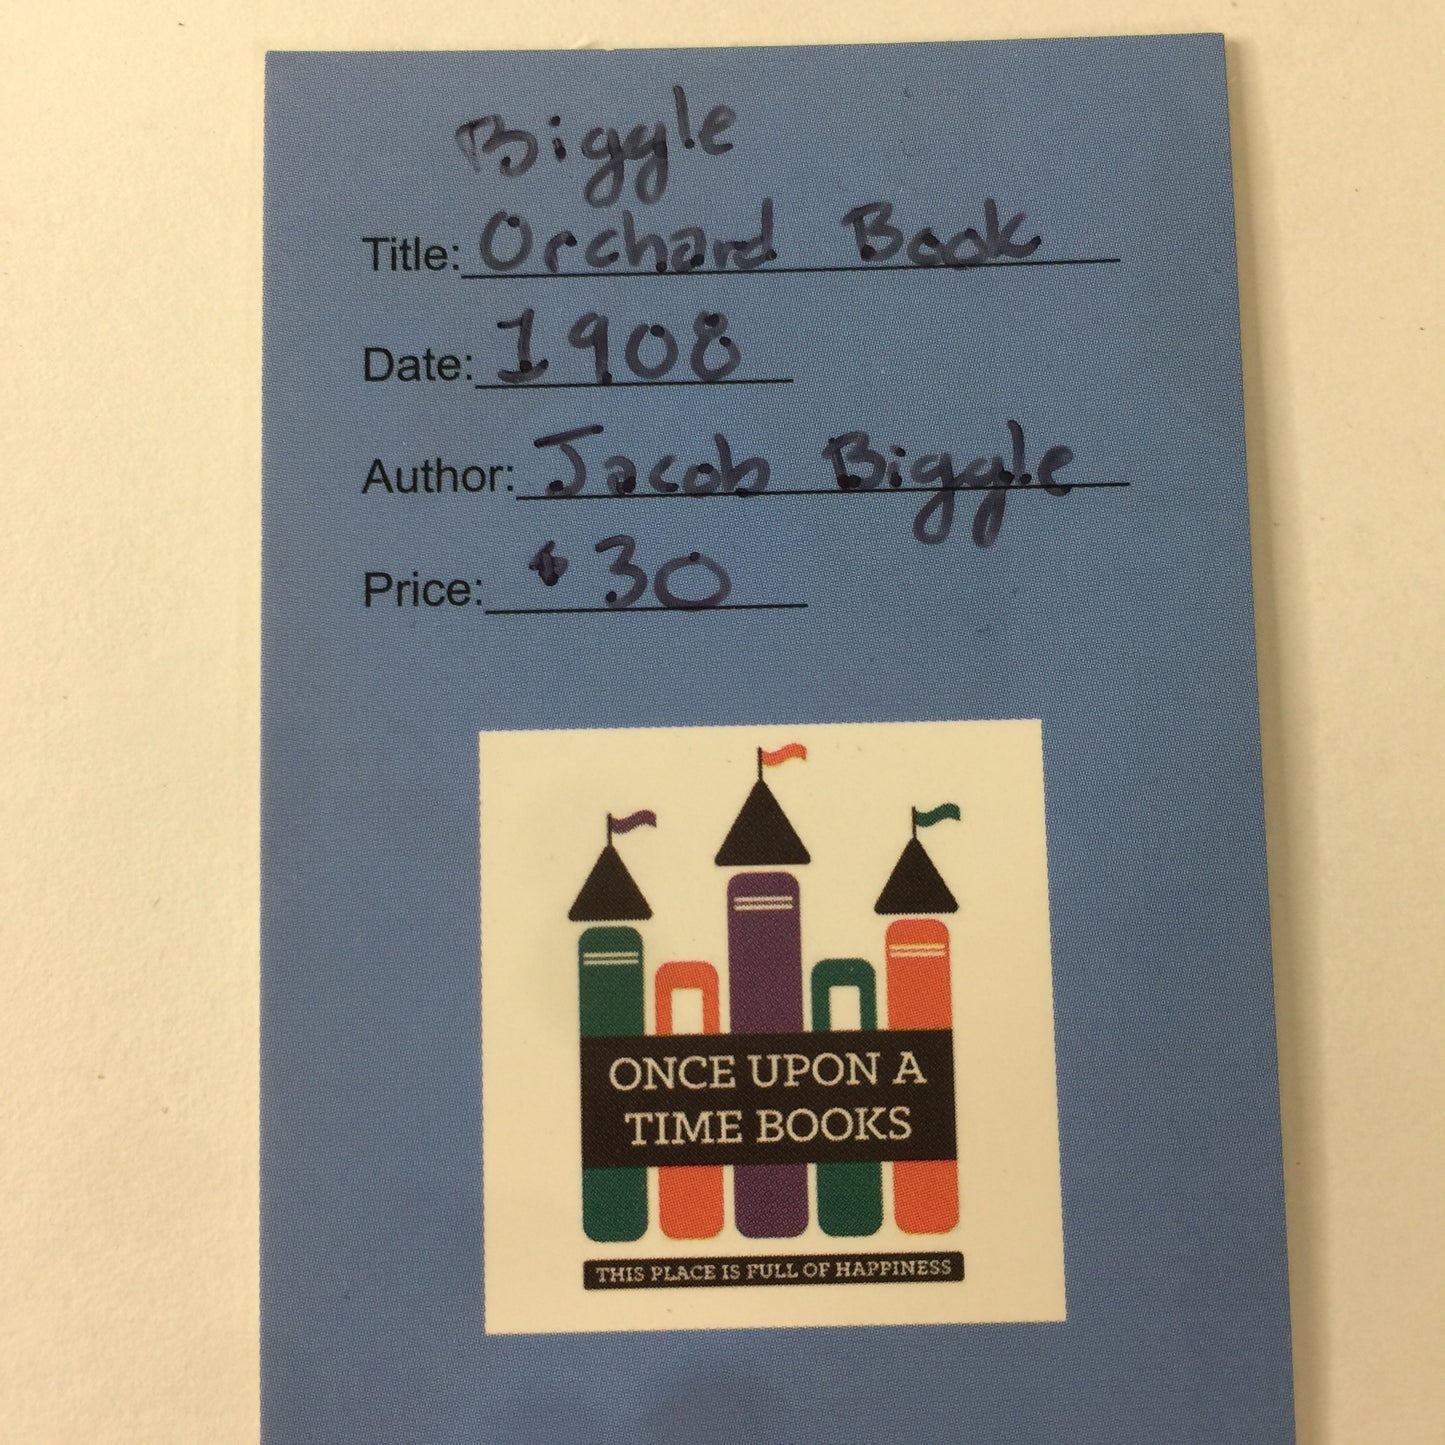 Biggle
Title: Orchard Book
Date: 1908
Author: Jacob Biggle
Price: $30
ONCE UPON A
TIME BOOKS
THIS PLACE IS FULL OF HAPPINESS